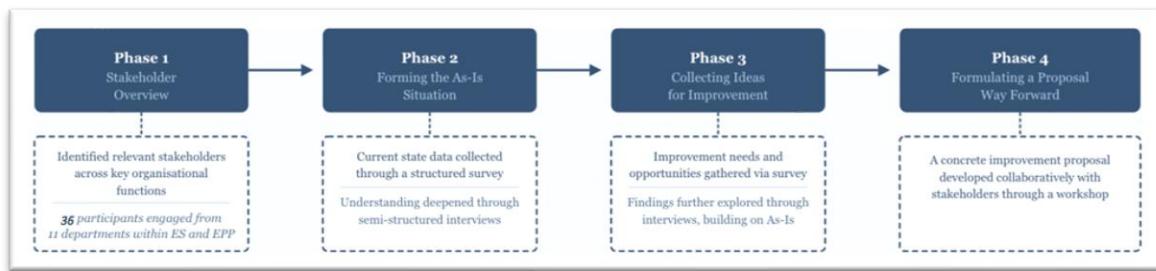 Phase 1
Stakeholder
Overview
Phase 2
Forming the As-Is
Situation
Phase 3
Collecting Ideas
for Improvement
Phase 4
Formulating a Proposal
Way Forward
Identified relevant stakeholders
across key organisational
functions
36 participants engaged from
11 departments within ES and EPP
Current state data collected
through a structured survey
Understanding deepened through
semi-structured interviews
Improvement needs and
opportunities gathered via survey
Findings further explored through
interviews, building on As-Is
A concrete improvement proposal
developed collaboratively with
stakeholders through a workshop